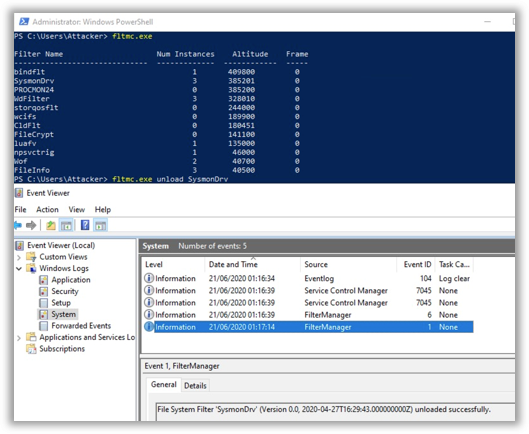 Administrator: Windows PowerShell
PS C:\Users\Attacker> fltmc.exe
Filter Name Num Instances Altitude Frame
------------------------------ ------------- ------------ -----
bindflt 1 409800 0
SysmonDrv 3 385201 0
PROCMON24 0 385200 0
WdFilter 3 328010 0
storqosflt 0 244000 0
wcifs 0 189900 0
CldFlt 0 180451 0
FileCrypt 0 141100 0
luafv 1 135000 0
npsvctrig 1 46000 0
Wof 2 40700 0
FileInfo 3 40500 0
PS C:\Users\Attacker> fltmc.exe unload SysmonDrv
Event Viewer
File Action View Help
Event Viewer (Local)
Custom Views
Windows Logs
Application
Security
Setup
System
Forwarded Events
Applications and Services Lo
Subscriptions
System Number of events: 5
Level Date and Time Source Event ID Task Ca...
Information 21/06/2020 01:16:34 Eventlog 104 Log clear
Information 21/06/2020 01:16:39 Service Control Manager 7045 None
Information 21/06/2020 01:16:39 Service Control Manager 7045 None
Information 21/06/2020 01:16:39 FilterManager 6 None
Information 21/06/2020 01:17:14 FilterManager 1 None
Event 1, FilterManager
General Details
File System Filter 'SysmonDrv' (Version 0.0, 2020-04-27T16:29:43.000000000Z) unloaded successfully.